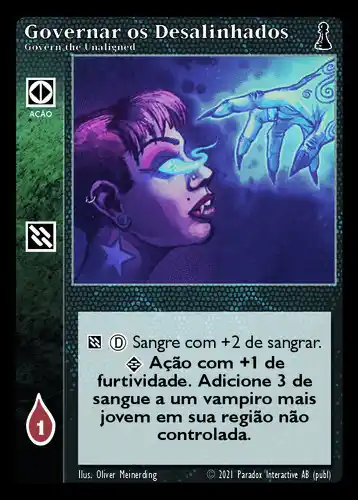 Governar os Desalinhados
Govern the Unaligned
AÇÃO
D Sangre com +2 de sangrar.
Ação com +1 de
furtividade. Adicione 3 de
sangue a um vampiro mais
jovem em sua região não
controlada.
1
Ilus. Oliver Meinerding
© 2021 Paradox Interactive AB (publ)